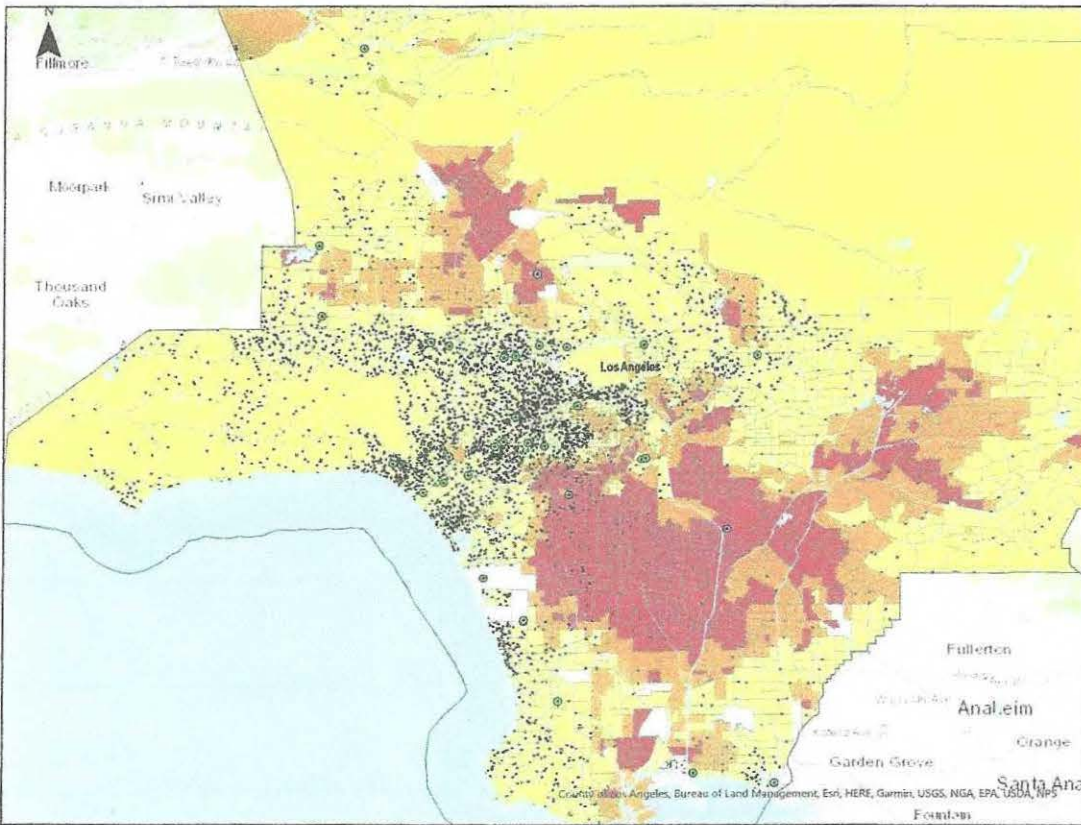 N
Fillmore
Moorpark
Simi Valley
Thousand
Oaks
Los Angeles
Fullerton
Anaheim
Orange
Garden Grove
Santa Ana
County of Los Angeles, Bureau of Land Management, Esri, HERE, Garmin, USGS, NGA, EPA, USDA, NPS
Fountain